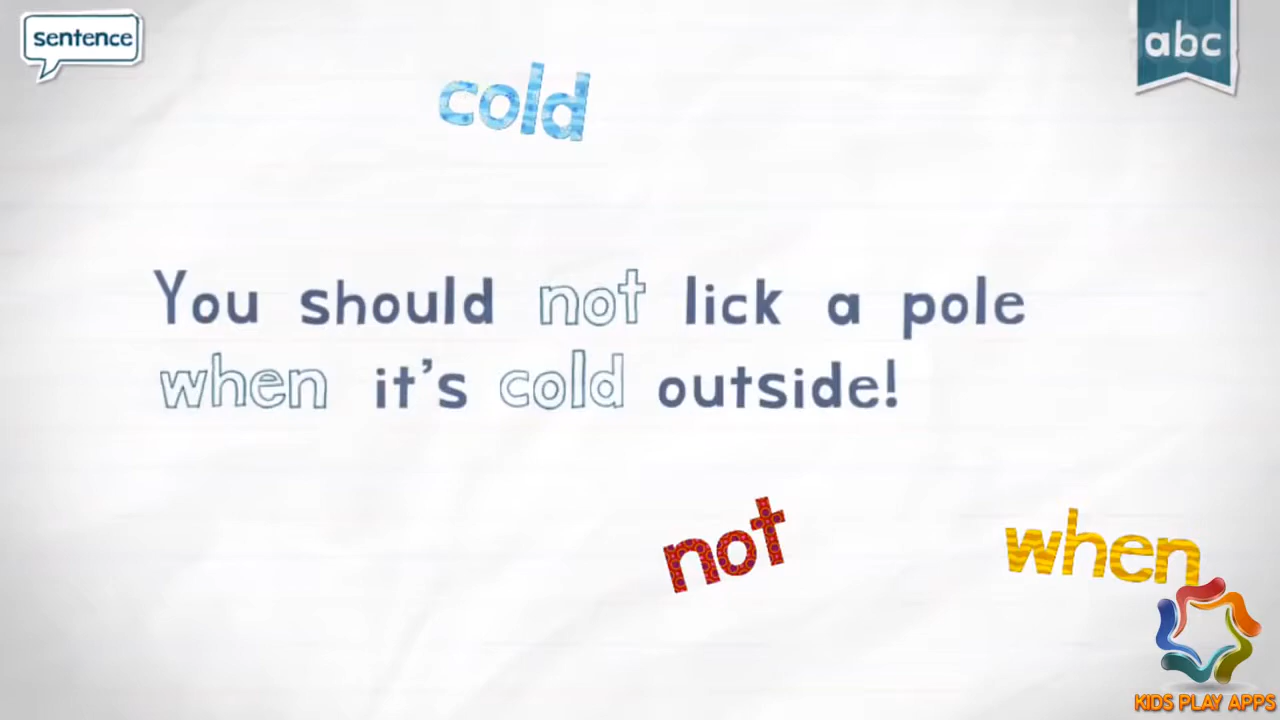 sentence
abc
cold
You should not lick a pole
when it's cold outside!
not
when
KIDS PLAY APPS